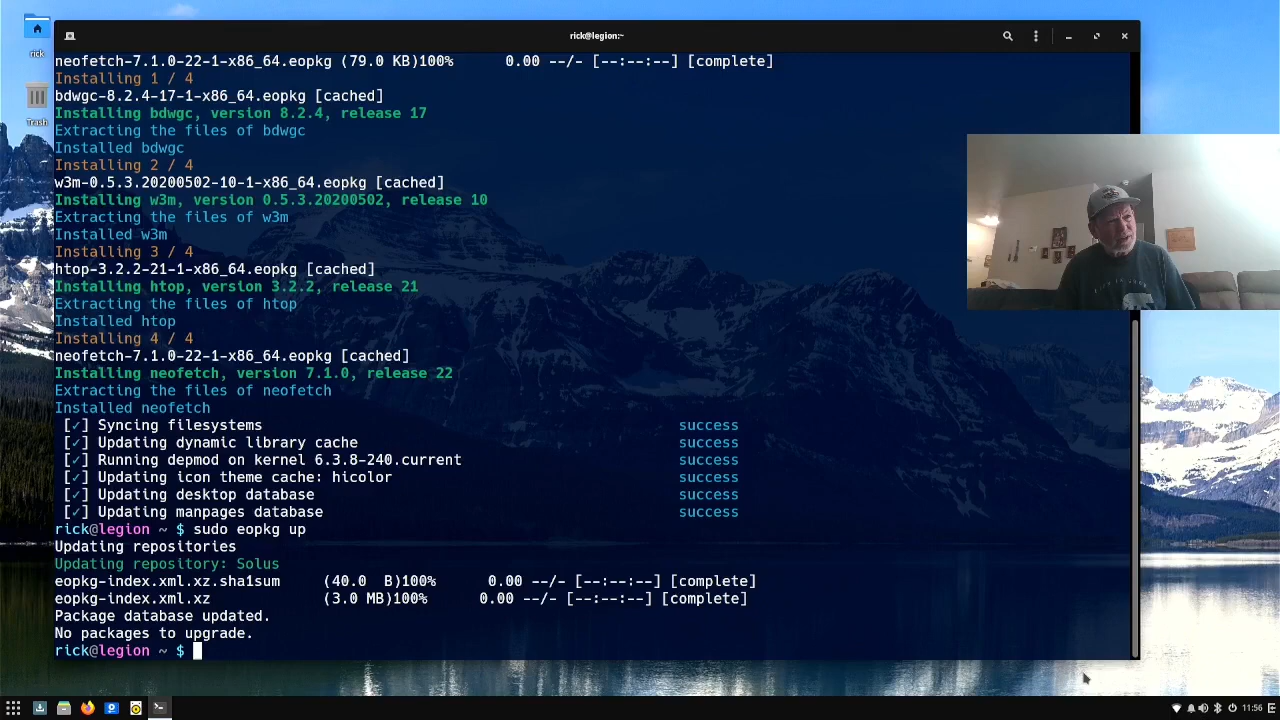 rick@legion:~
rick
Trash
neofetch-7.1.0-22-1-x86_64.eopkg (79.0 KB)100%      0.00 --/- [--:--:--] [complete]
Installing 1 / 4
bdwgc-8.2.4-17-1-x86_64.eopkg [cached]
Installing bdwgc, version 8.2.4, release 17
Extracting the files of bdwgc
Installed bdwgc
Installing 2 / 4
w3m-0.5.3.20200502-10-1-x86_64.eopkg [cached]
Installing w3m, version 0.5.3.20200502, release 10
Extracting the files of w3m
Installed w3m
Installing 3 / 4
htop-3.2.2-21-1-x86_64.eopkg [cached]
Installing htop, version 3.2.2, release 21
Extracting the files of htop
Installed htop
Installing 4 / 4
neofetch-7.1.0-22-1-x86_64.eopkg [cached]
Installing neofetch, version 7.1.0, release 22
Extracting the files of neofetch
Installed neofetch
[✓] Syncing filesystems success
[✓] Updating dynamic library cache success
[✓] Running depmod on kernel 6.3.8-240.current success
[✓] Updating icon theme cache: hicolor success
[✓] Updating desktop database success
[✓] Updating manpages database success
rick@legion ~ $ sudo eopkg up
Updating repositories
Updating repository: Solus
eopkg-index.xml.xz.sha1sum     (40.0  B)100%      0.00 --/- [--:--:--] [complete]
eopkg-index.xml.xz             (3.0 MB)100%      0.00 --/- [--:--:--] [complete]
Package database updated.
No packages to upgrade.
rick@legion ~ $
11:56